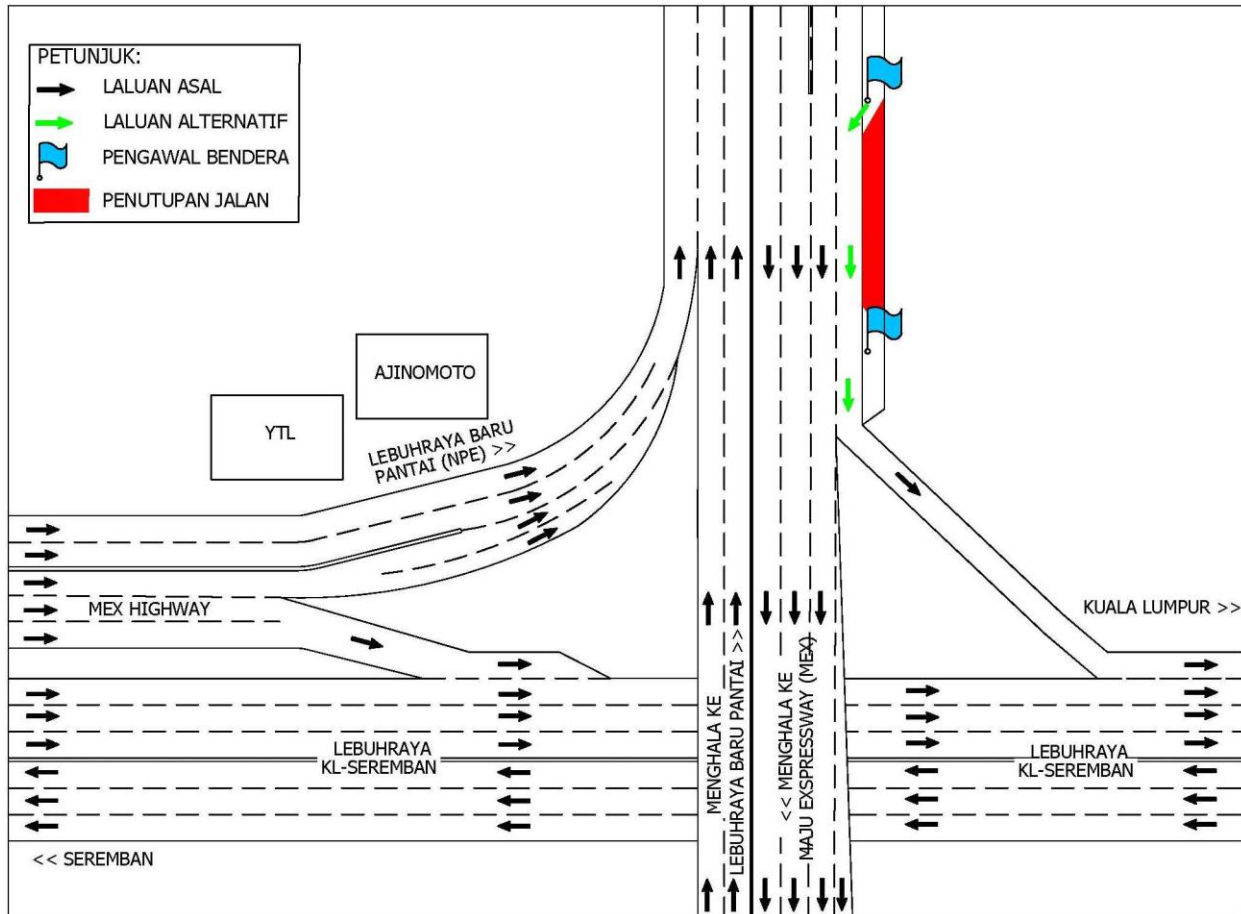 PETUNJUK:
LALUAN ASAL
LALUAN ALTERNATIF
PENGAWAL BENDERA
PENUTUPAN JALAN
AJINOMOTO
YTL
LEBUHRAYA BARU
PANTAI (NPE) >>
MEX HIGHWAY
KUALA LUMPUR >>
MENGHALA KE
LEBUHRAYA BARU PANTAI >>
<< MENGHALA KE
MAJU EXSPRESSWAY (MEX)
LEBUHRAYA
KL-SEREMBAN
LEBUHRAYA
KL-SEREMBAN
<< SEREMBAN